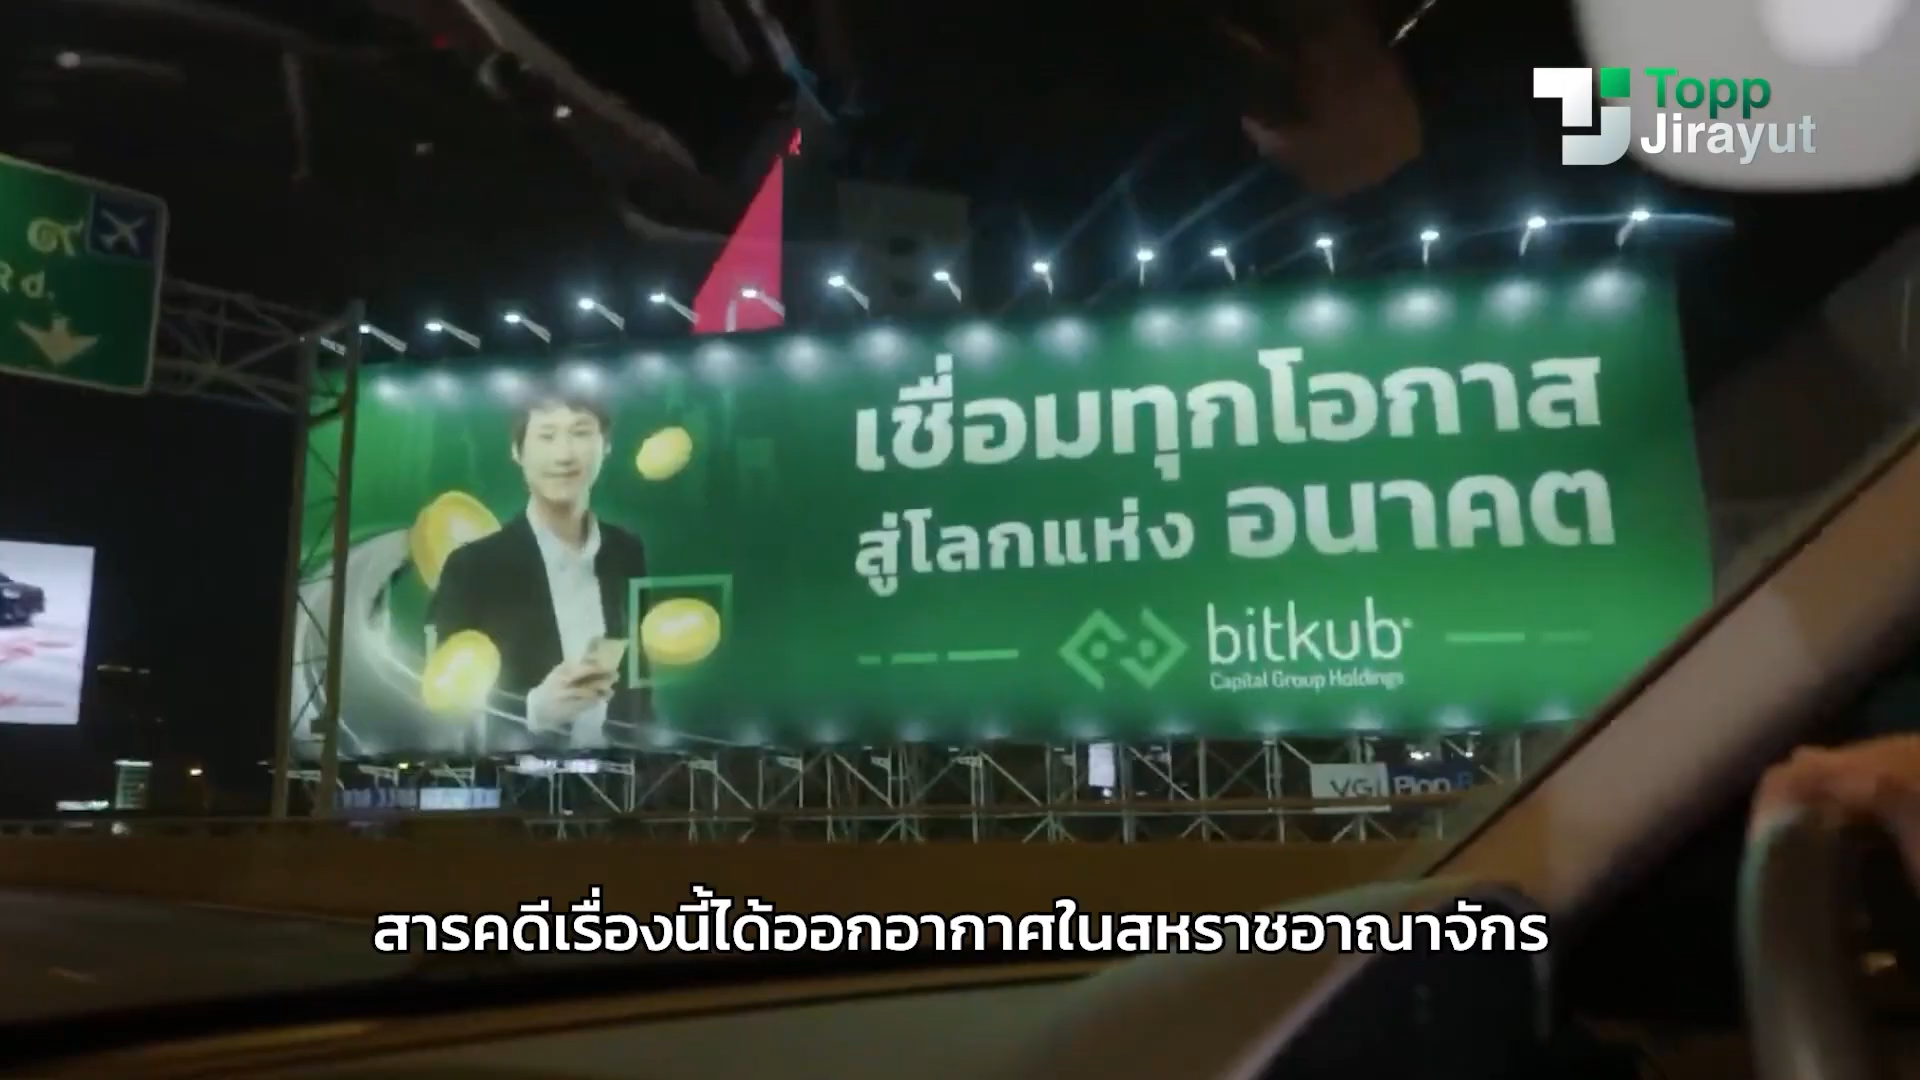 Topp
Jirayut
Rd.
เชื่อมทุกโอกาส
สู่โลกแห่ง อนาคต
bitkub
Capital Group Holdings
VGI
สารคดีเรื่องนี้ได้ออกอากาศในสหราชอาณาจักร